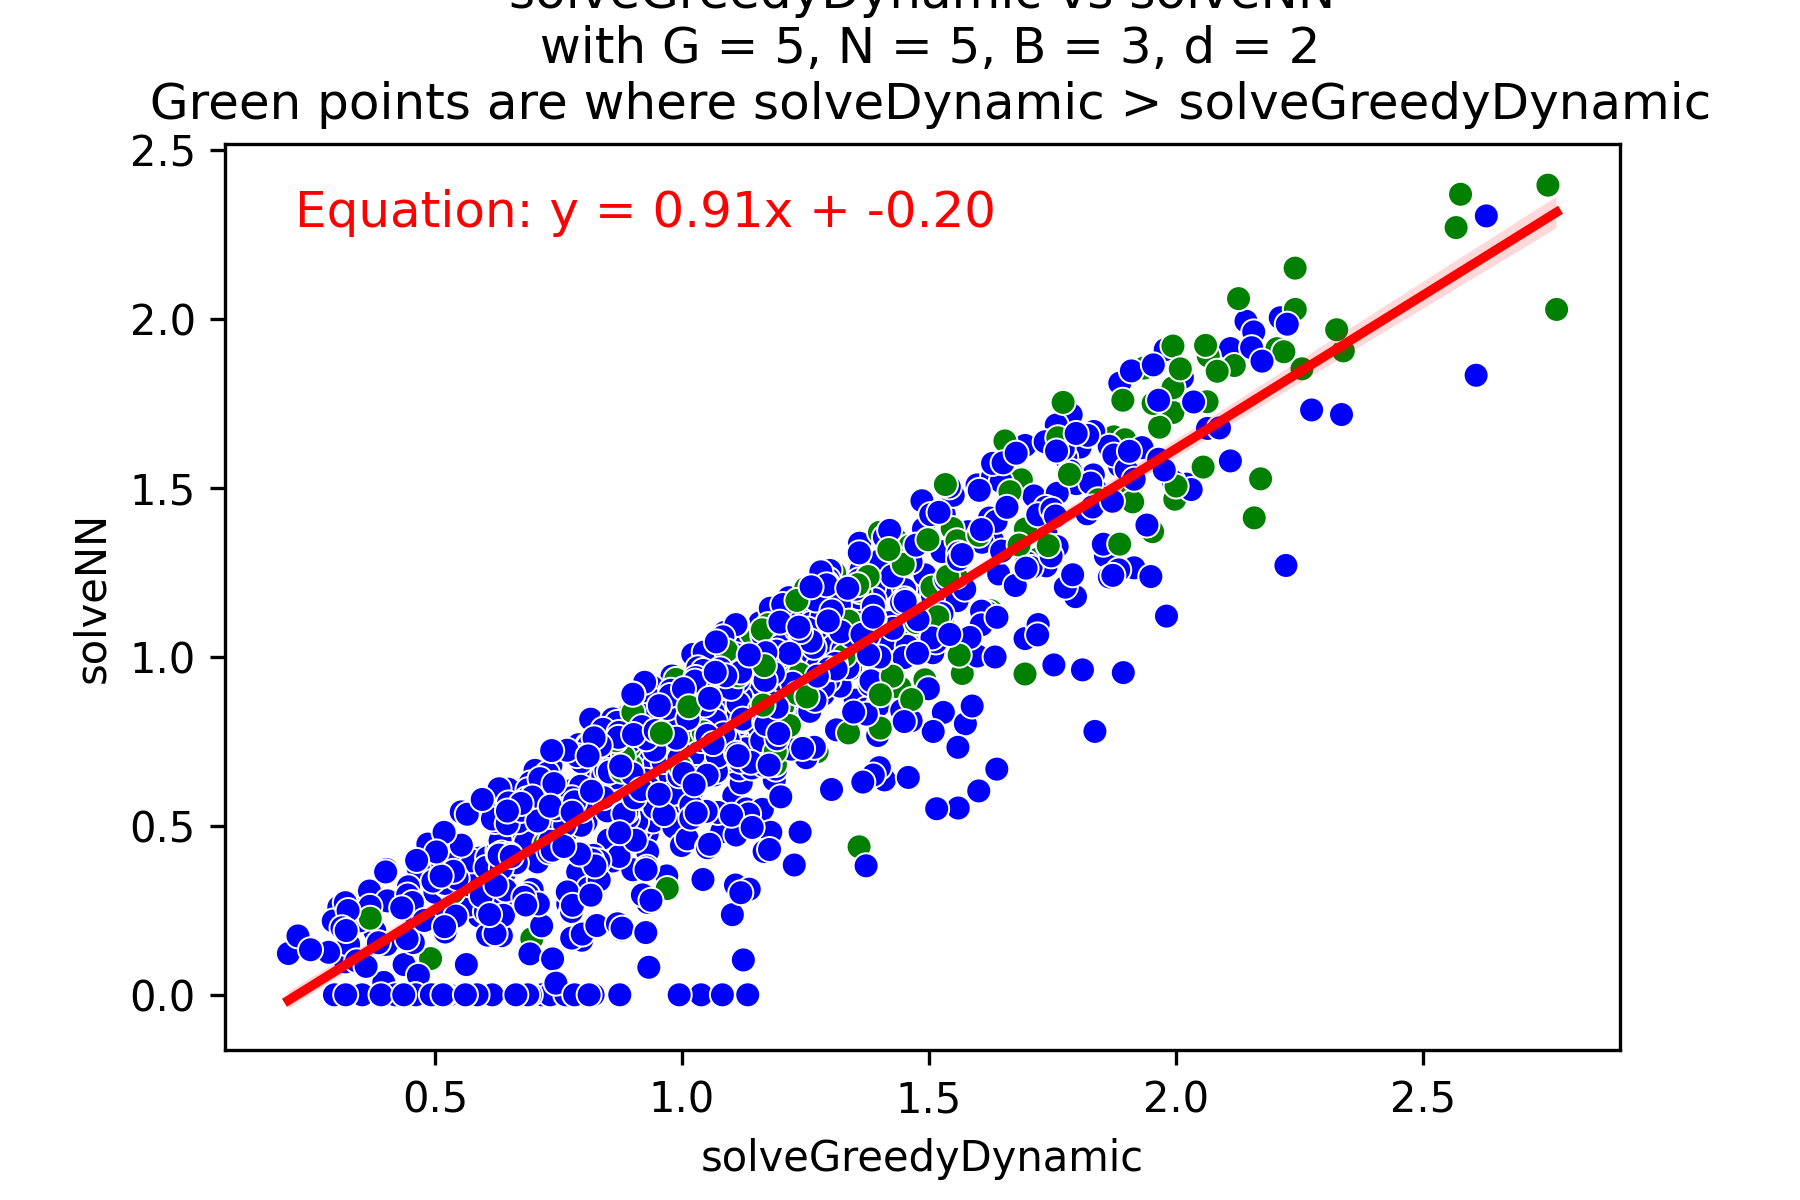 solveGreedyDynamic vs solveNN
with G = 5, N = 5, B = 3, d = 2
Green points are where solveDynamic > solveGreedyDynamic
2.5
Equation: y = 0.91x + -0.20
2.0
1.5
1.0
0.5
0.0
solveNN
0.5 1.0 1.5 2.0 2.5
solveGreedyDynamic